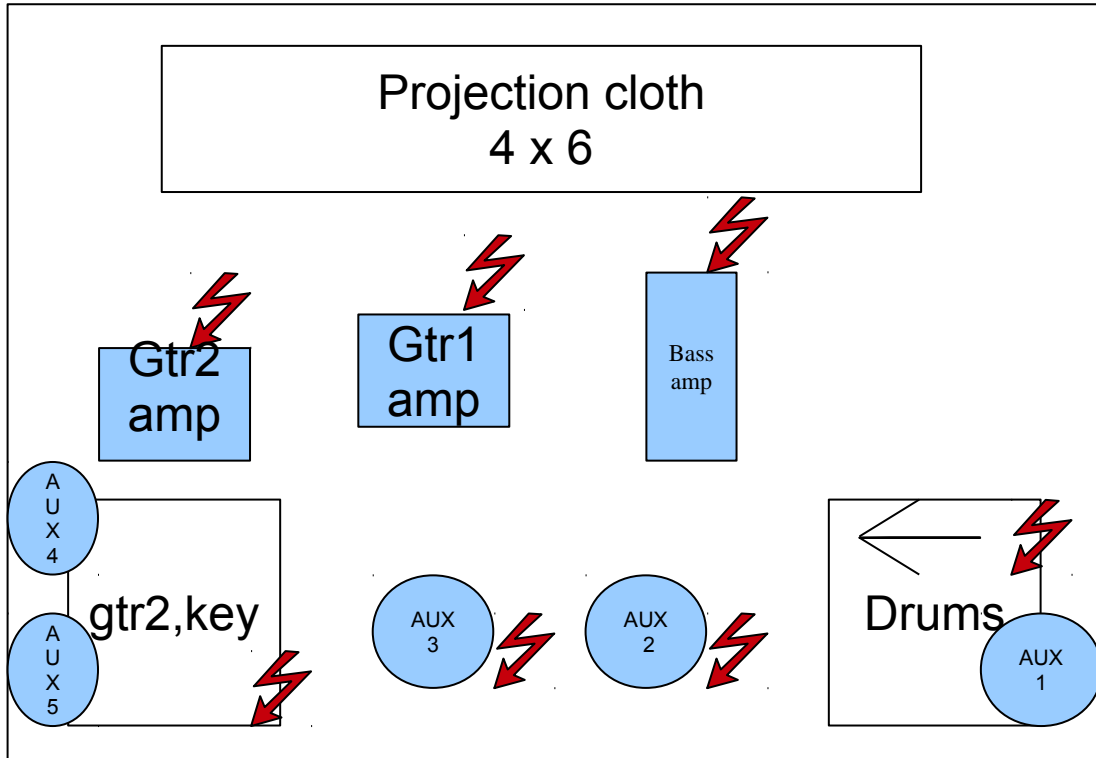 Projection cloth
4 x 6
Gtr2
amp
Gtr1
amp
Bass
amp
A
U
X
4
gtr2,key
A
U
X
5
AUX
3
AUX
2
Drums
AUX
1